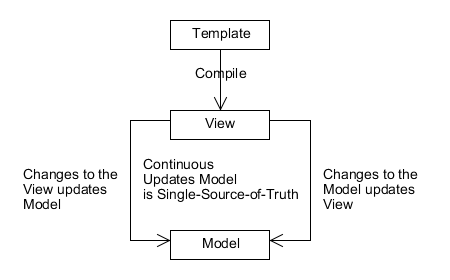 Template
Compile
View
Changes to the
View updates
Model
Continuous
Updates Model
is Single-Source-of-Truth
Changes to the
Model updates
View
Model